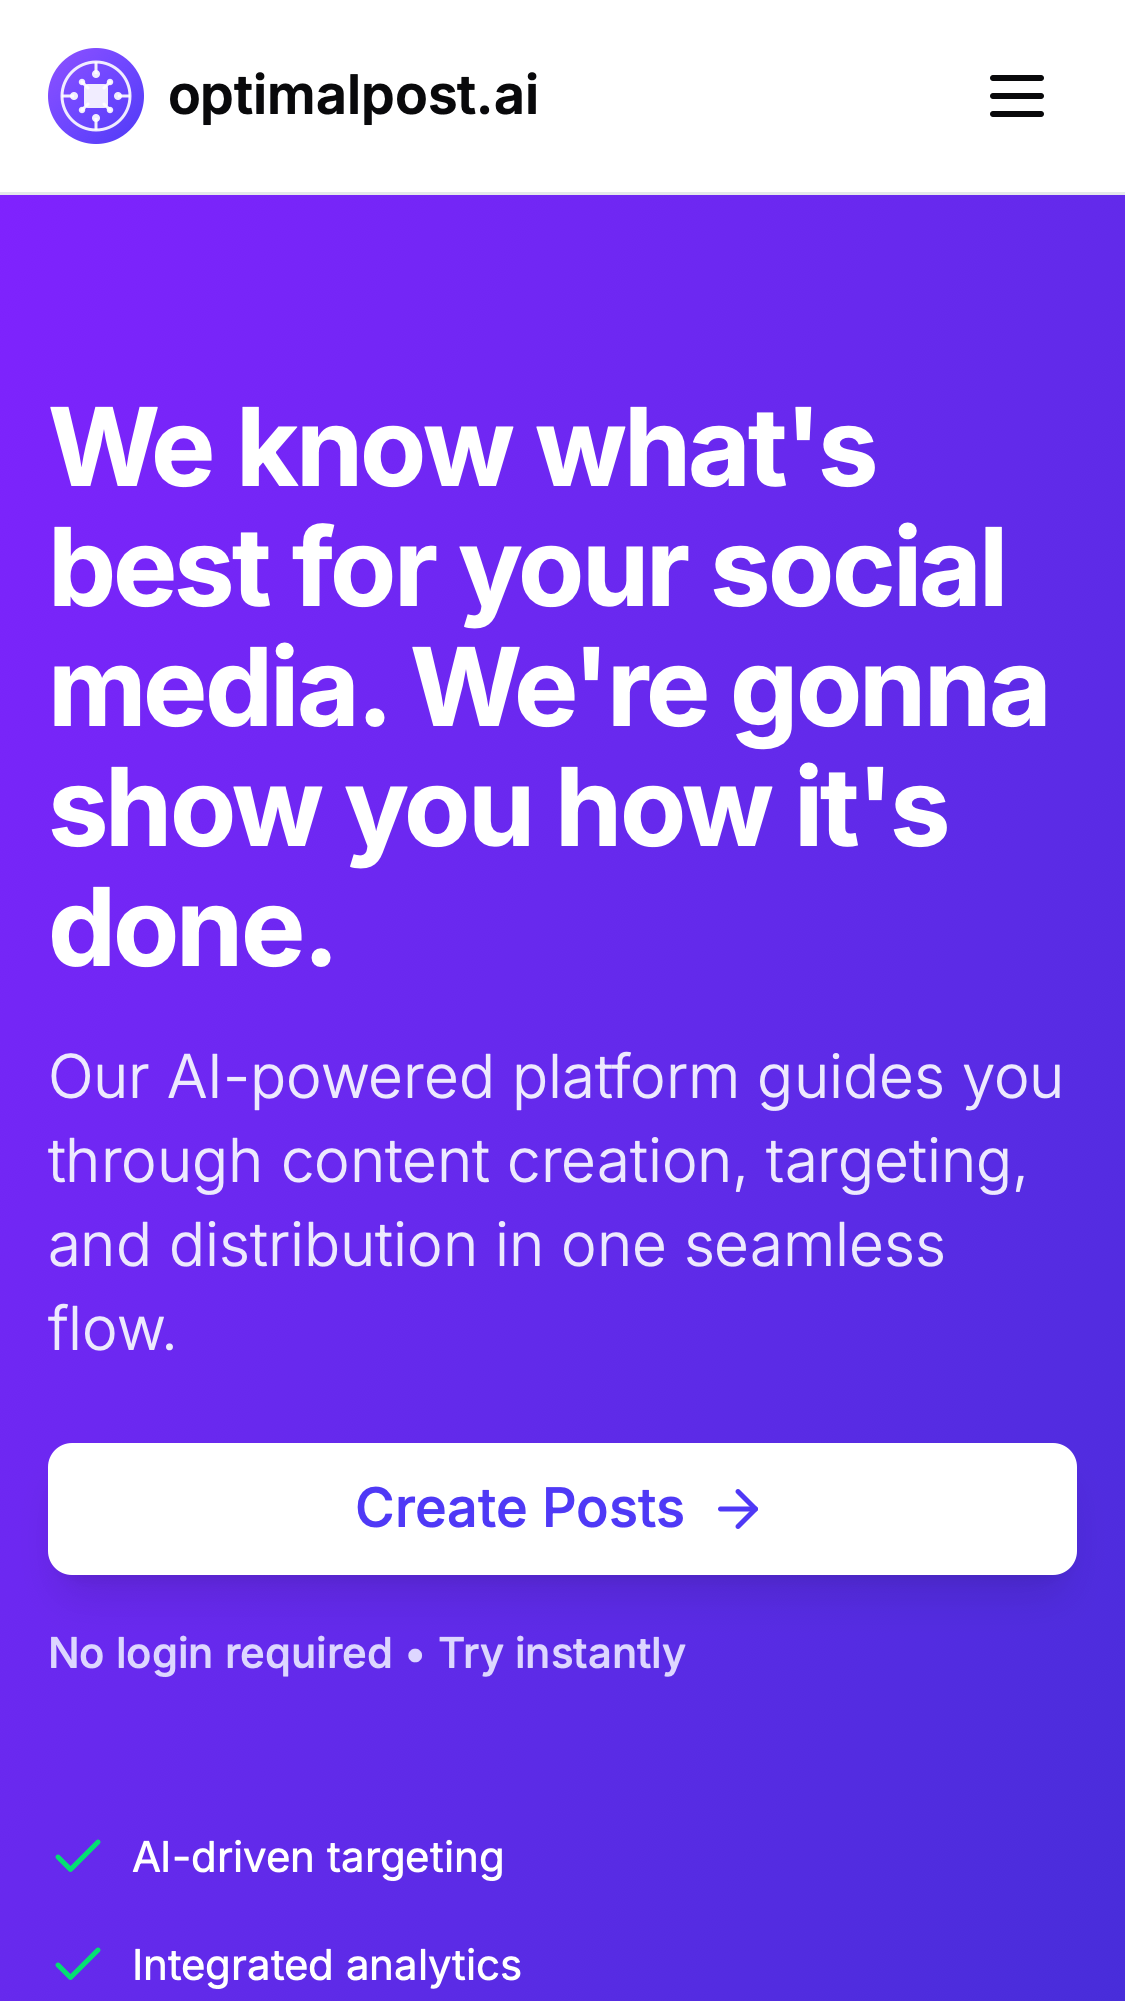 optimalpost.ai
We know what's
best for your social
media. We're gonna
show you how it's
done.
Our AI-powered platform guides you
through content creation, targeting,
and distribution in one seamless
flow.
Create Posts →
No login required • Try instantly
AI-driven targeting
Integrated analytics